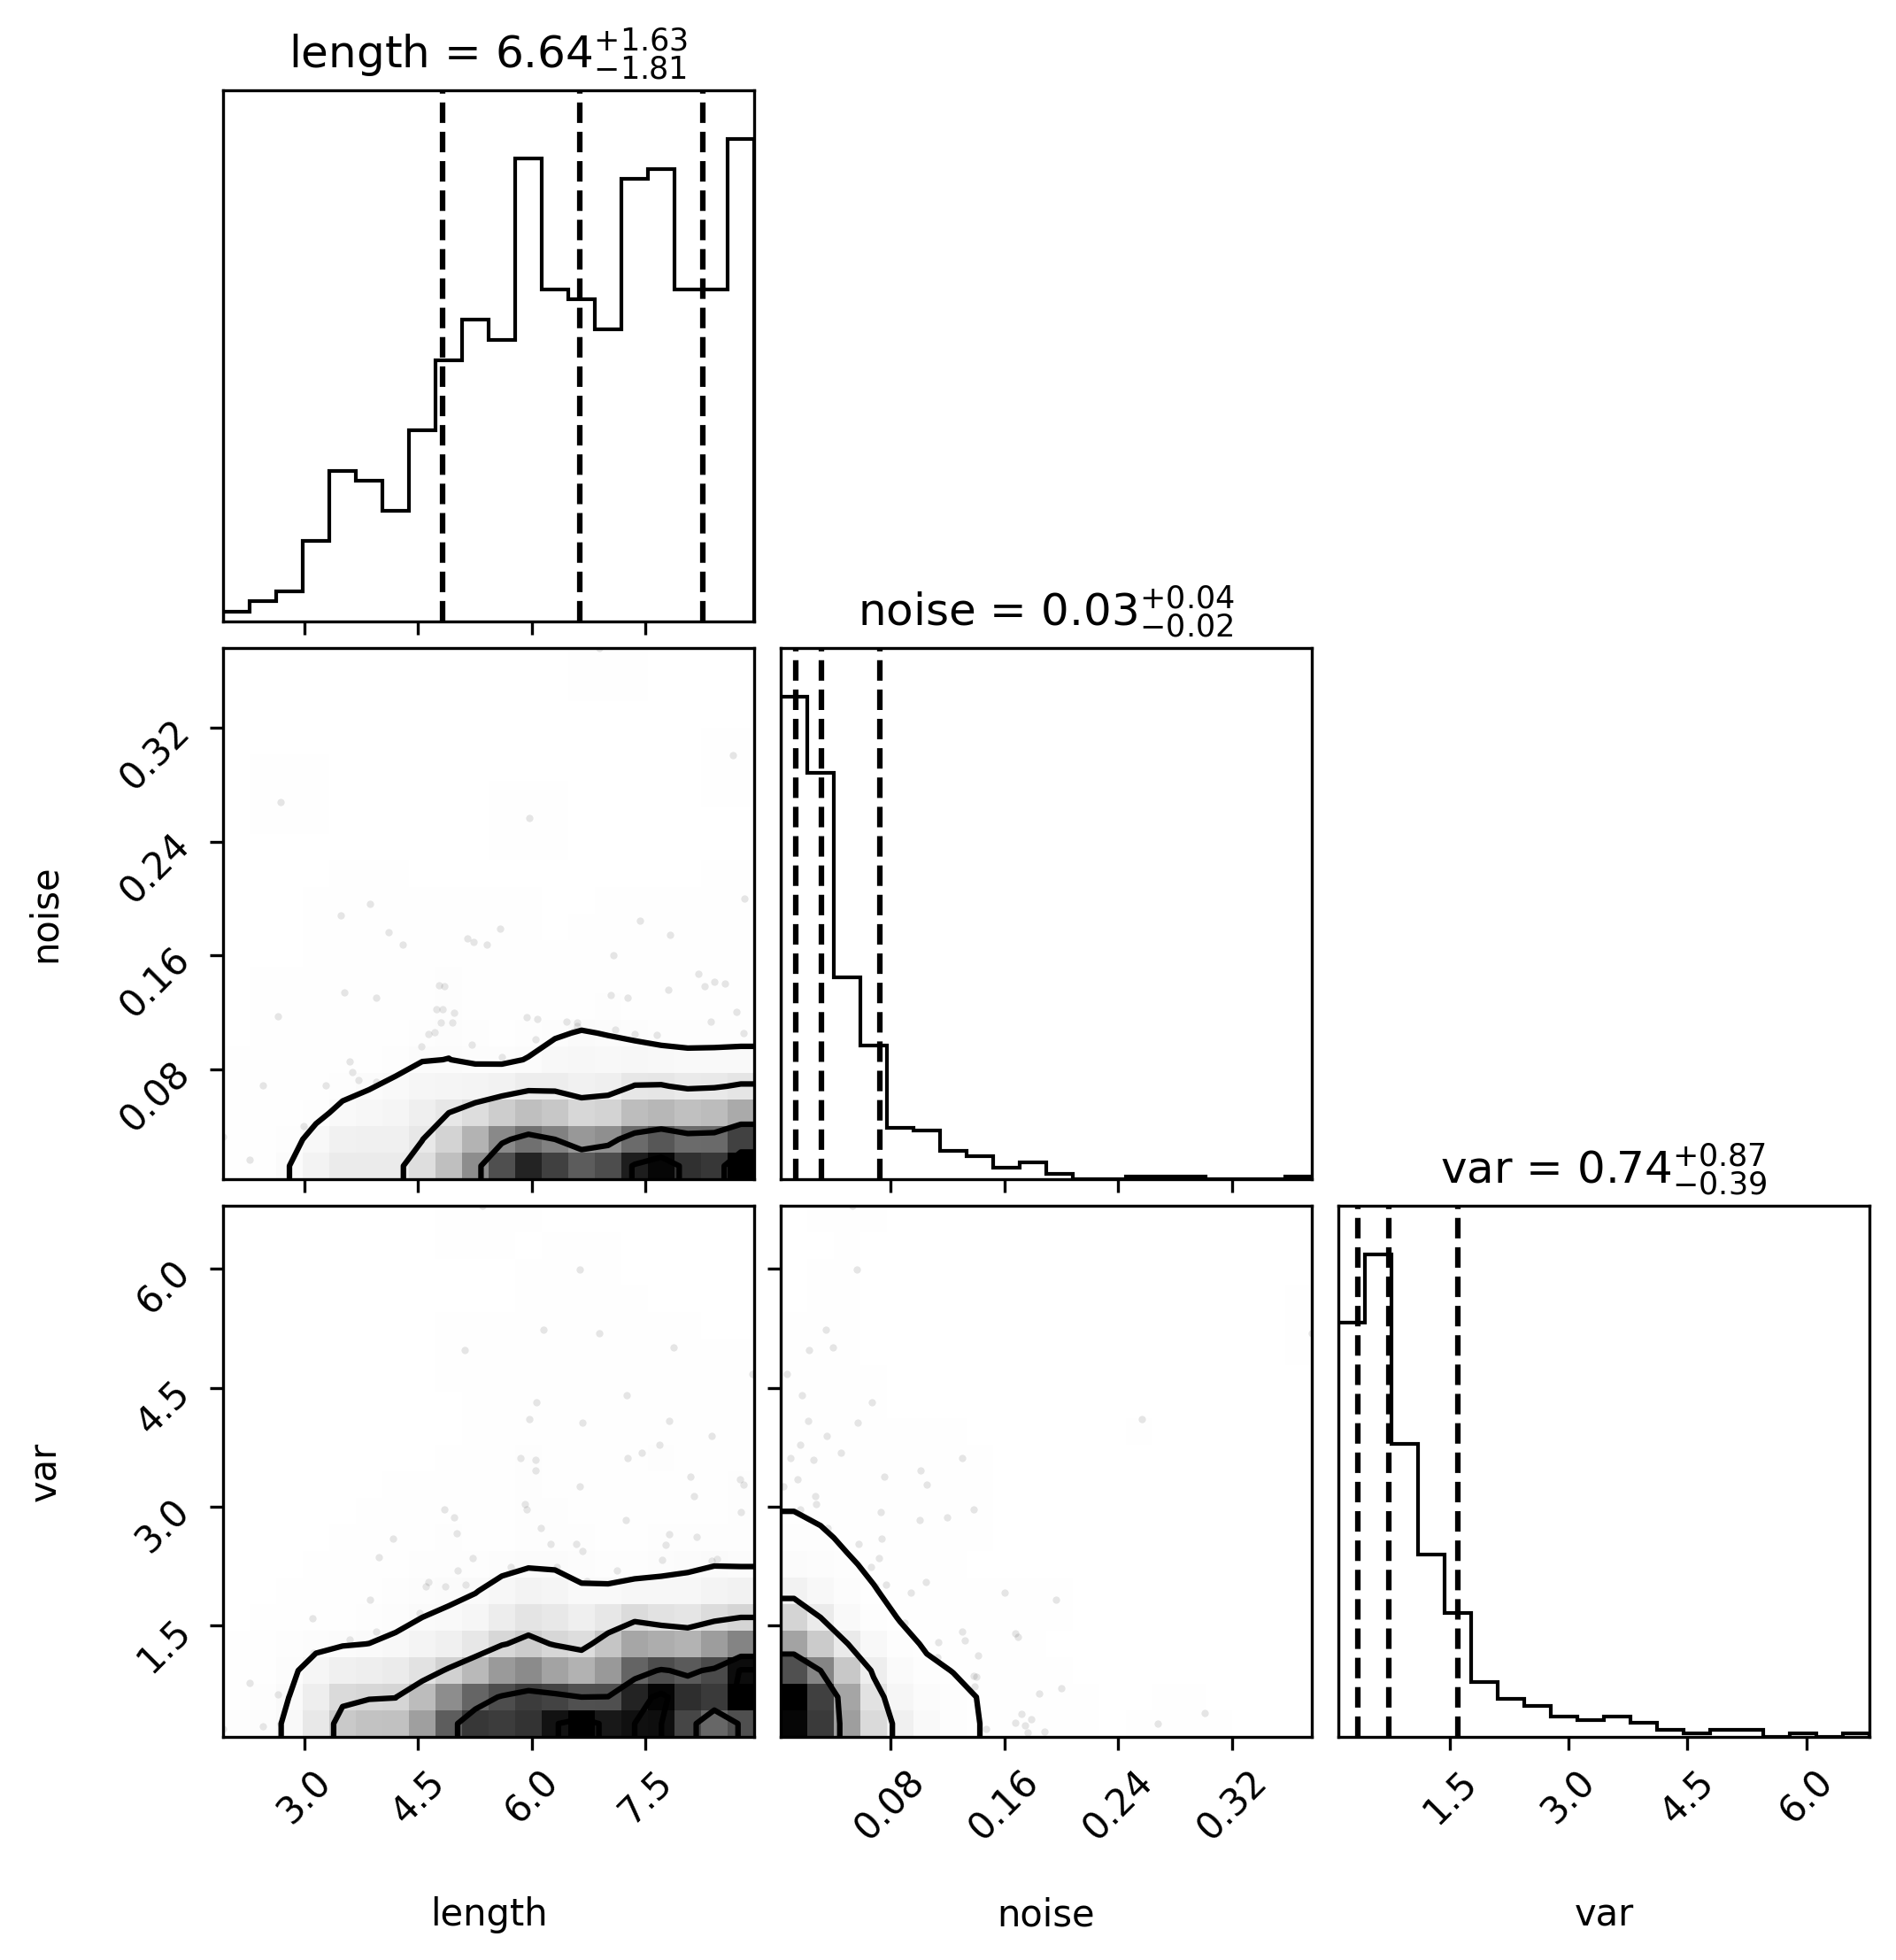 length = 6.64+1.63 −1.81
noise = 0.03+0.04 −0.02
0.32
0.24
0.16
0.08
noise
var = 0.74+0.87 −0.39
6.0
4.5
3.0
1.5
var
3.0 4.5 6.0 7.5 0.08 0.16 0.24 0.32 1.5 3.0 4.5 6.0
length noise var